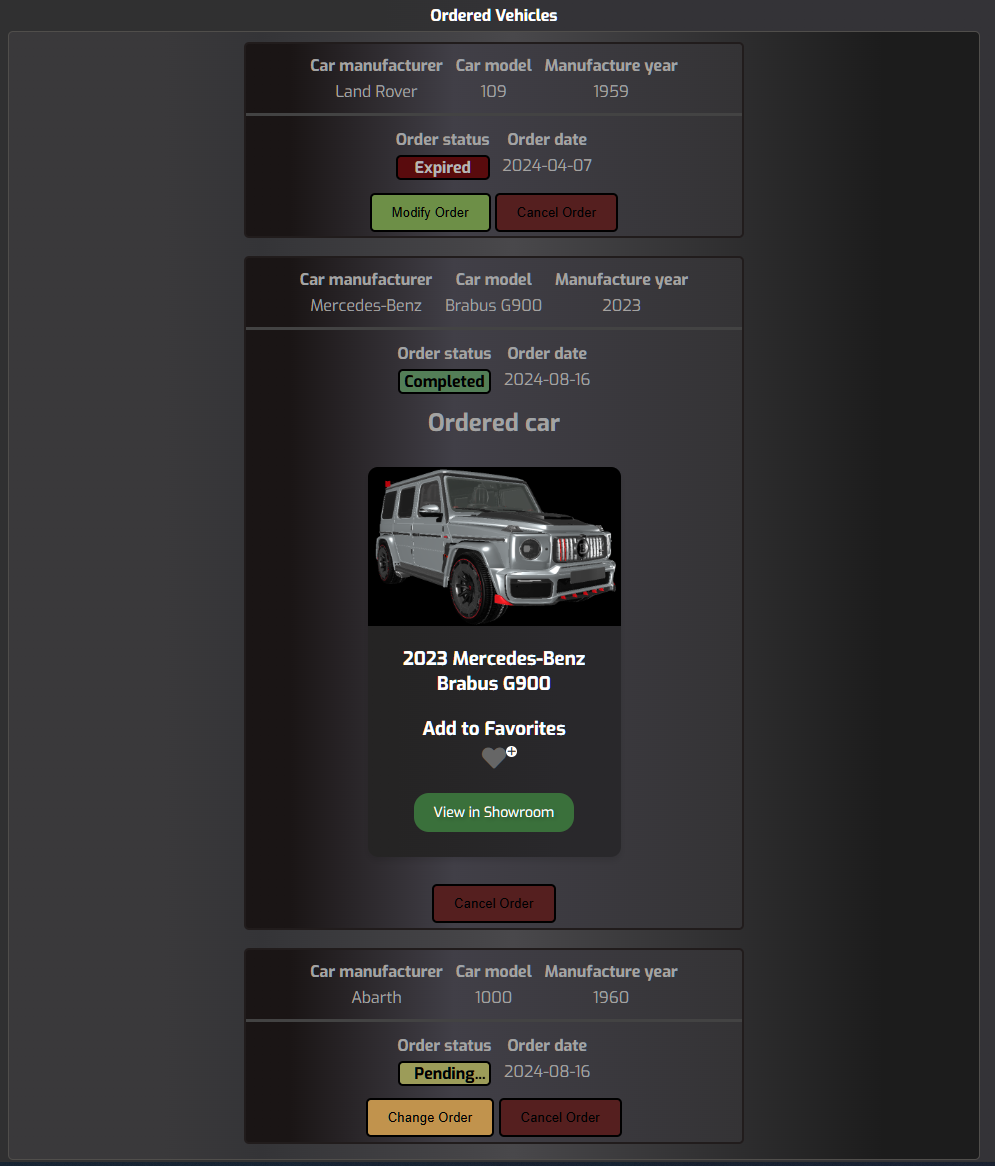 Ordered Vehicles
Car manufacturer Car model Manufacture year
Land Rover 109 1959
Order status Order date
Expired 2024-04-07
Modify Order Cancel Order
Car manufacturer Car model Manufacture year
Mercedes-Benz Brabus G900 2023
Order status Order date
Completed 2024-08-16
Ordered car
2023 Mercedes-Benz
Brabus G900
Add to Favorites
View in Showroom
Cancel Order
Car manufacturer Car model Manufacture year
Abarth 1000 1960
Order status Order date
Pending... 2024-08-16
Change Order Cancel Order